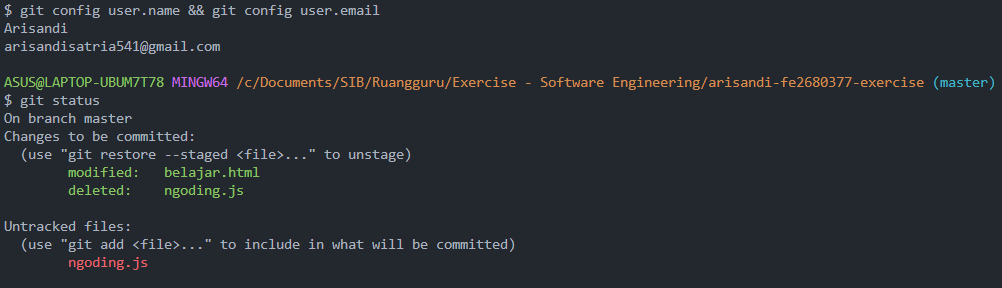 $ git config user.name && git config user.email
Arisandi
arisandisatria541@gmail.com
ASUS@LAPTOP-UBUM7T78 MINGW64 /c/Documents/SIB/Ruangguru/Exercise - Software Engineering/arisandi-fe2680377-exercise (master)
$ git status
On branch master
Changes to be committed:
  (use "git restore --staged <file>..." to unstage)
        modified:   belajar.html
        deleted:    ngoding.js

Untracked files:
  (use "git add <file>..." to include in what will be committed)
        ngoding.js